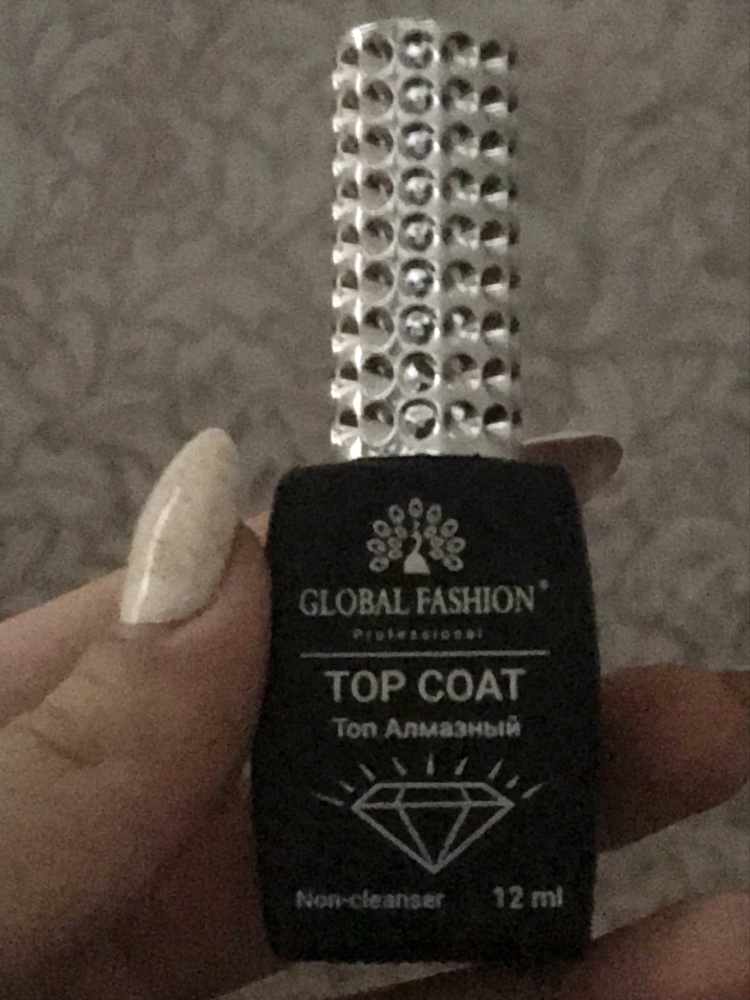 GLOBAL FASHION®
Professional
TOP COAT
Топ Алмазный
Non-cleanser 12 ml